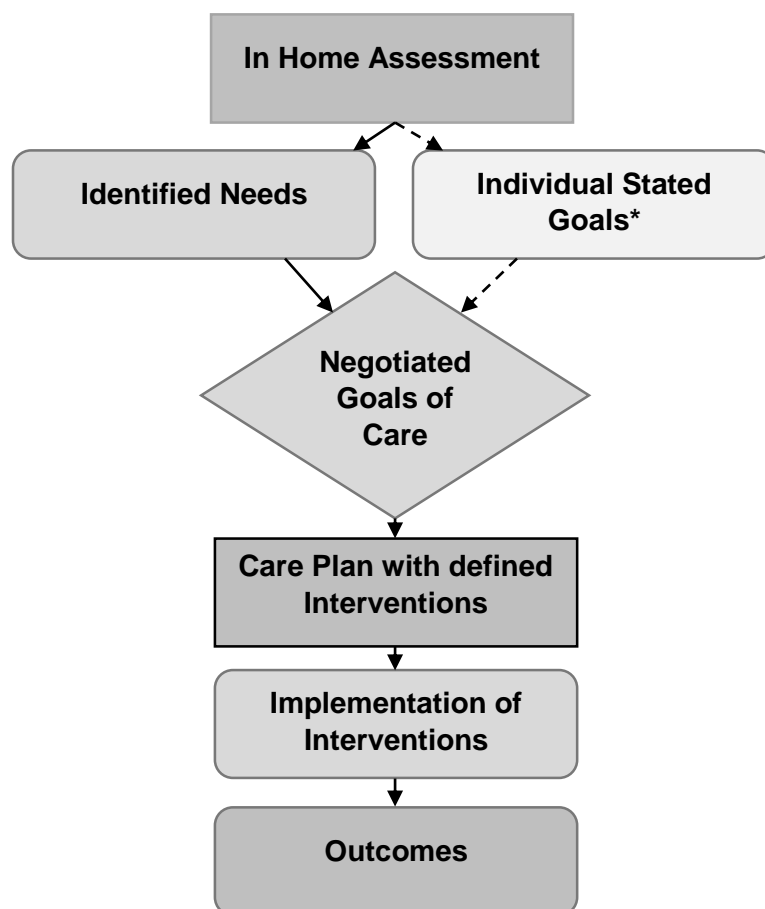 In Home Assessment
Identified Needs
Individual Stated
Goals*
Negotiated
Goals of
Care
Care Plan with defined
Interventions
Implementation of
Interventions
Outcomes